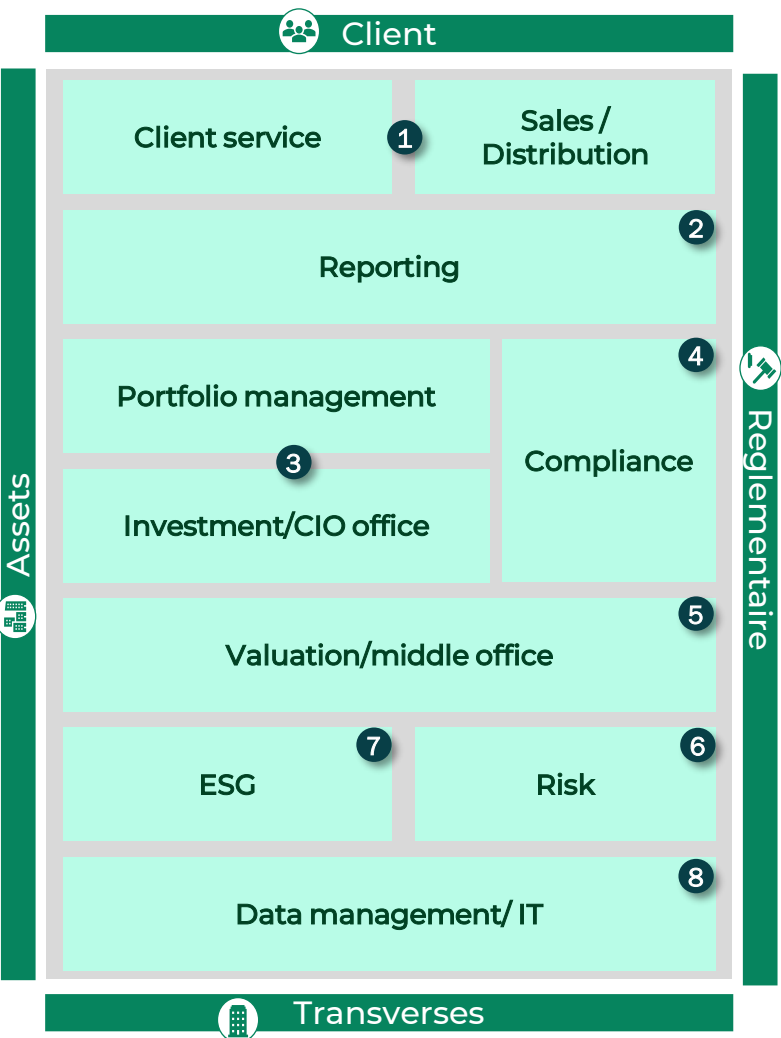 Client
Client service
1
Sales /
Distribution
2
Reporting
Portfolio management
4
Compliance
3
Investment/CIO office
Assets
Reglementaire
5
Valuation/middle office
7
ESG
6
Risk
8
Data management/ IT
Transverses